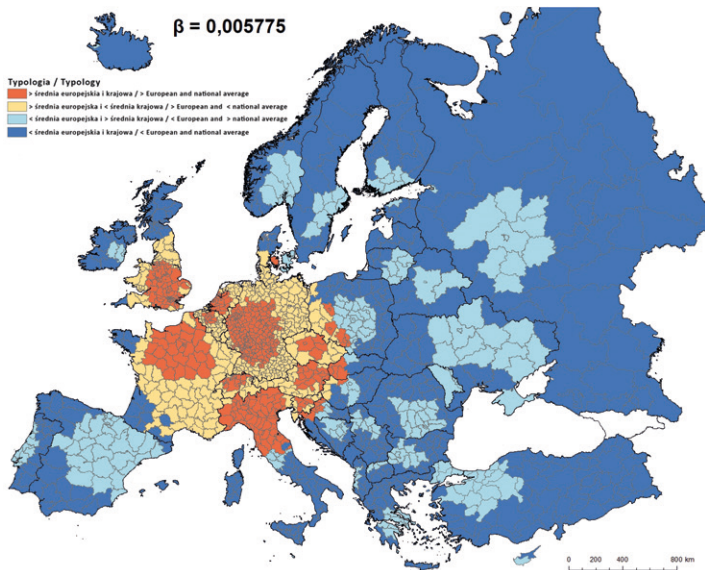 β = 0,005775
Typologia / Typology
> średnia europejska i krajowa / > European and national average
> średnia europejska i < średnia krajowa / > European and < national average
< średnia europejska i > średnia krajowa / < European and > national average
< średnia europejska i krajowa / < European and national average
0 200 400 800 km